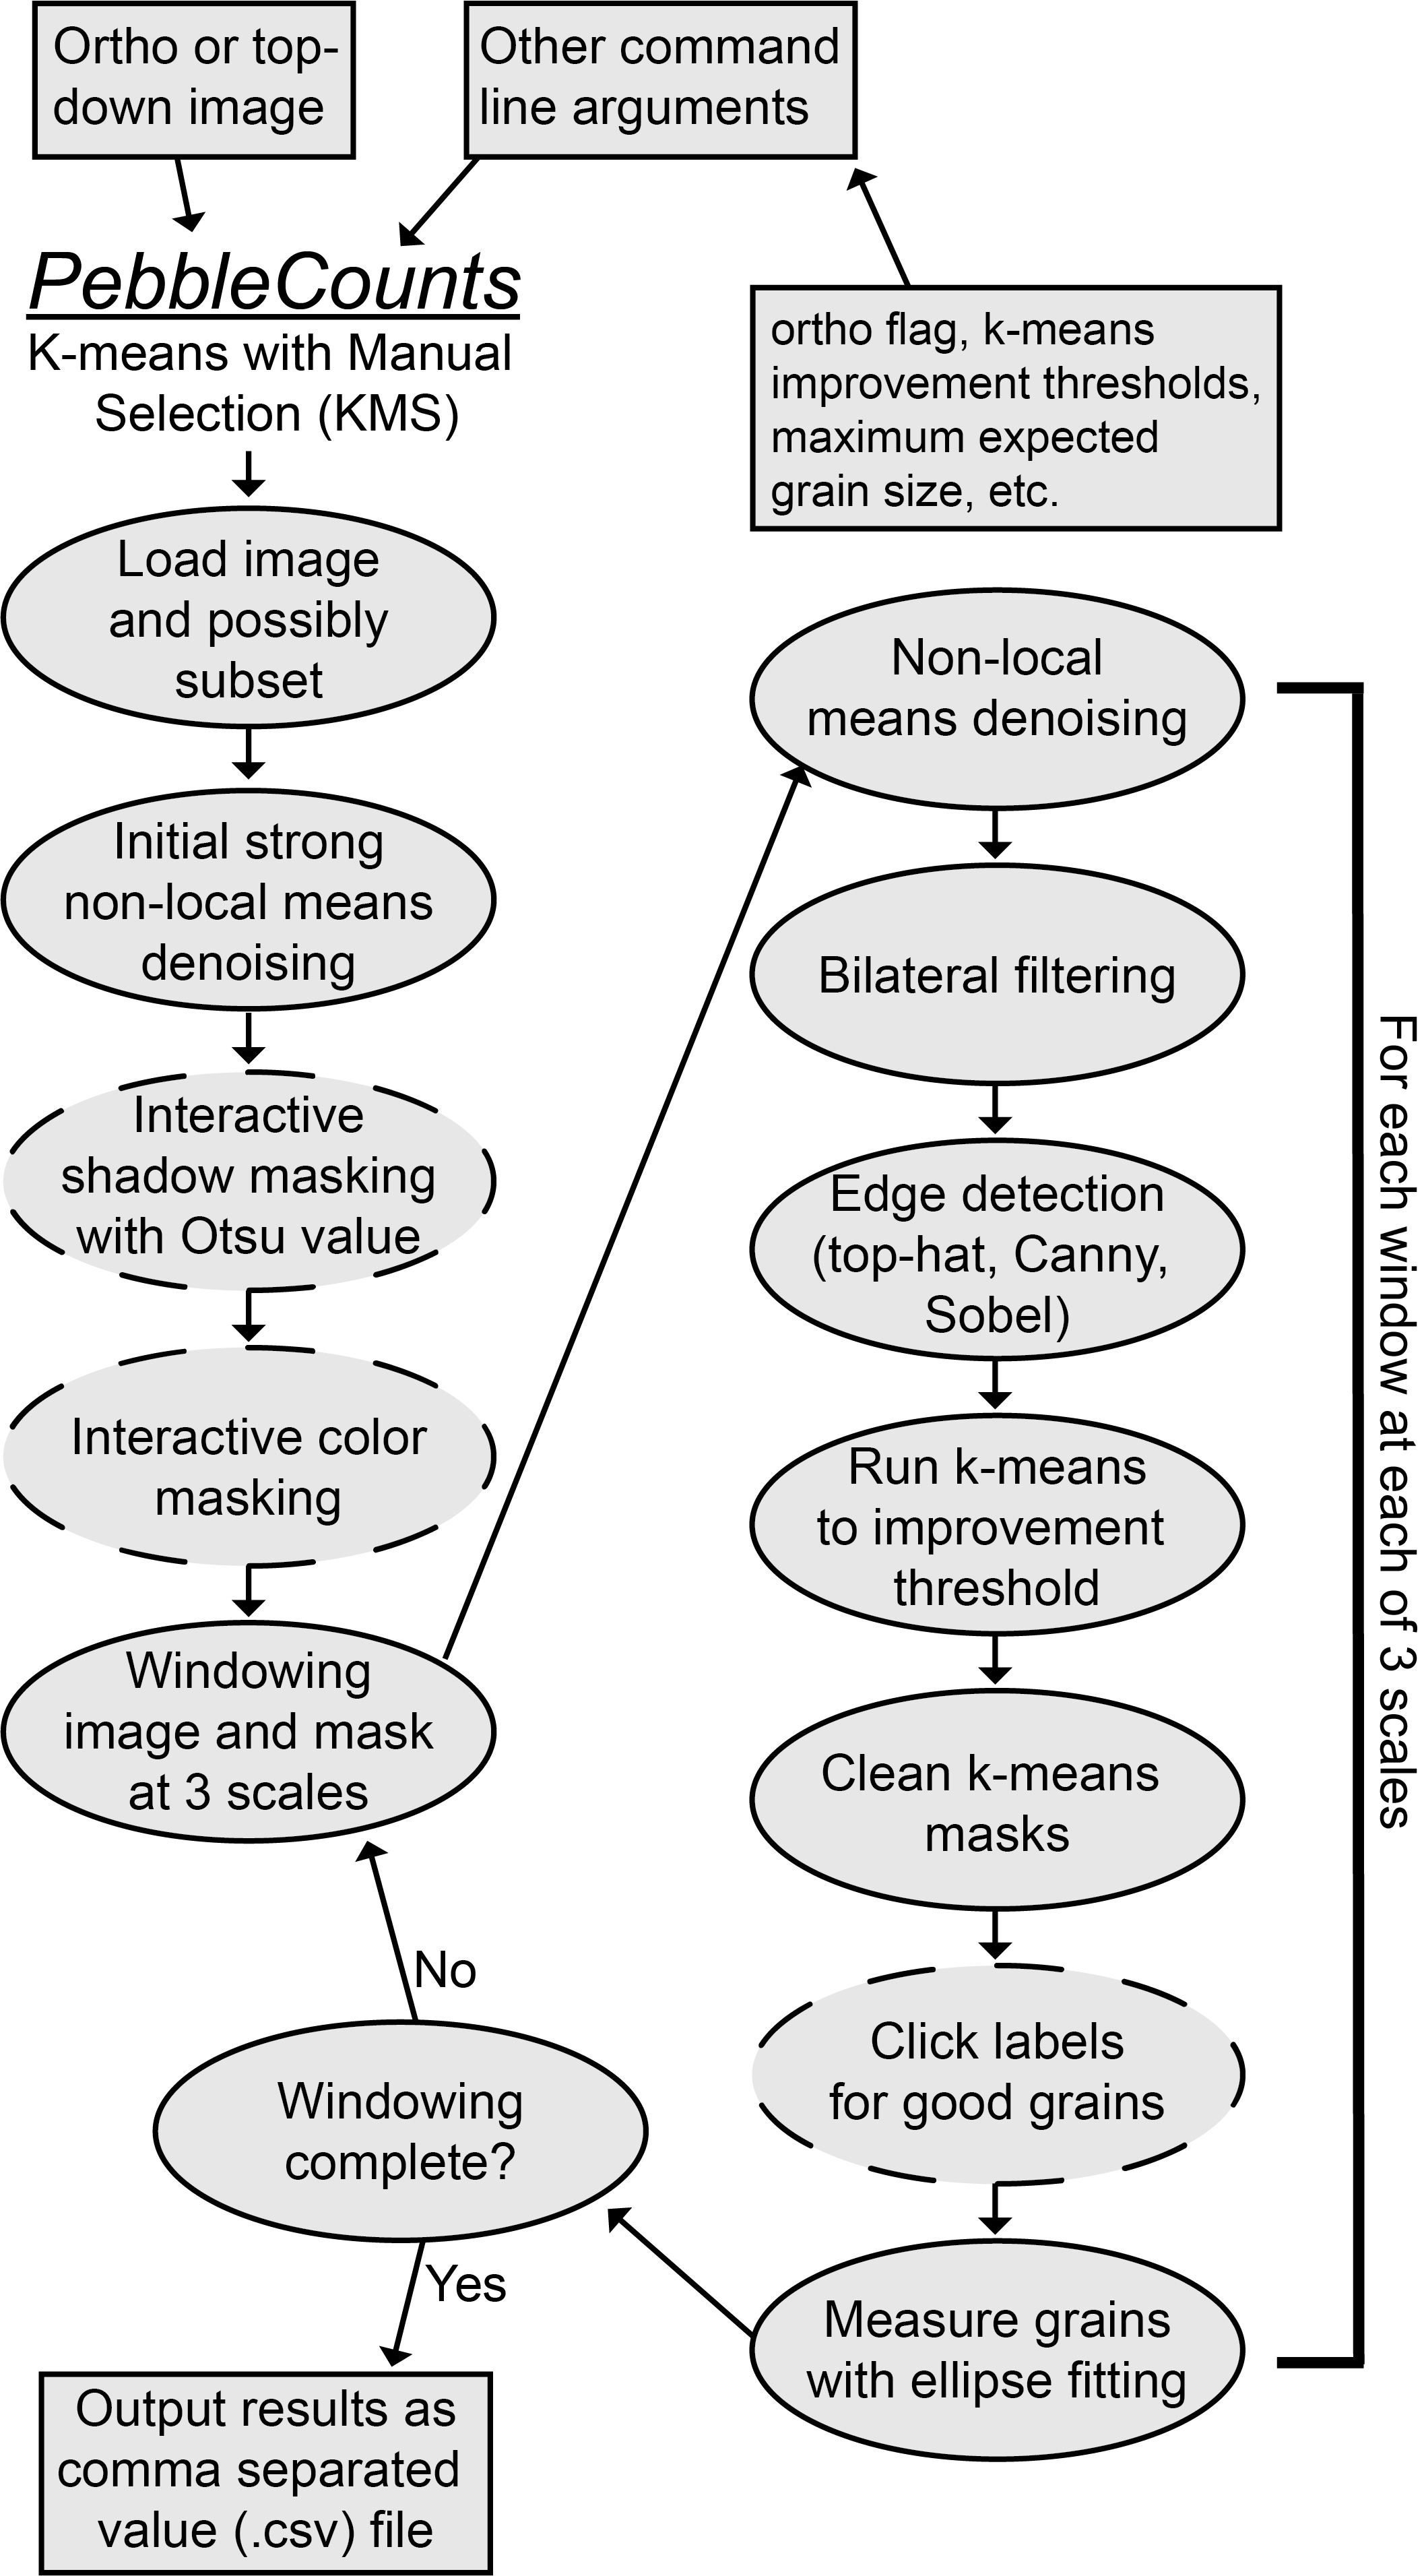 Ortho or top-
down image
Other command
line arguments
PebbleCounts
K-means with Manual
Selection (KMS)
ortho flag, k-means
improvement thresholds,
maximum expected
grain size, etc.
Load image
and possibly
subset
Initial strong
non-local means
denoising
Interactive
shadow masking
with Otsu value
Interactive color
masking
Windowing
image and mask
at 3 scales
Non-local
means denoising
Bilateral filtering
Edge detection
(top-hat, Canny,
Sobel)
Run k-means
to improvement
threshold
Clean k-means
masks
Click labels
for good grains
Measure grains
with ellipse fitting
For each window at each of 3 scales
Windowing
complete?
No
Yes
Output results as
comma separated
value (.csv) file